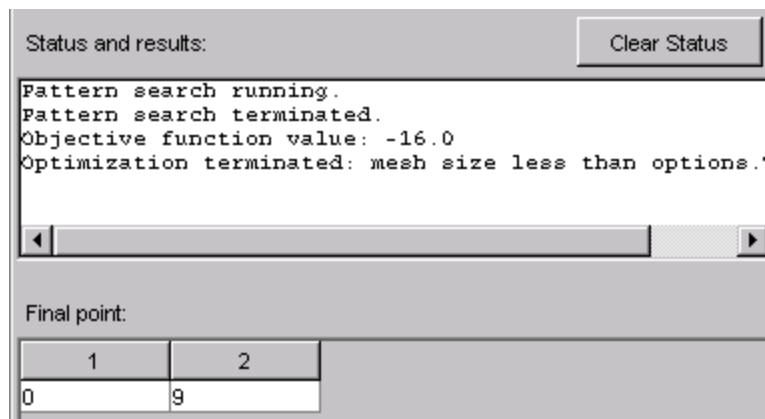 Status and results:
Clear Status
Pattern search running.
Pattern search terminated.
Objective function value: -16.0
Optimization terminated: mesh size less than options.
Final point:
1 2
0 9